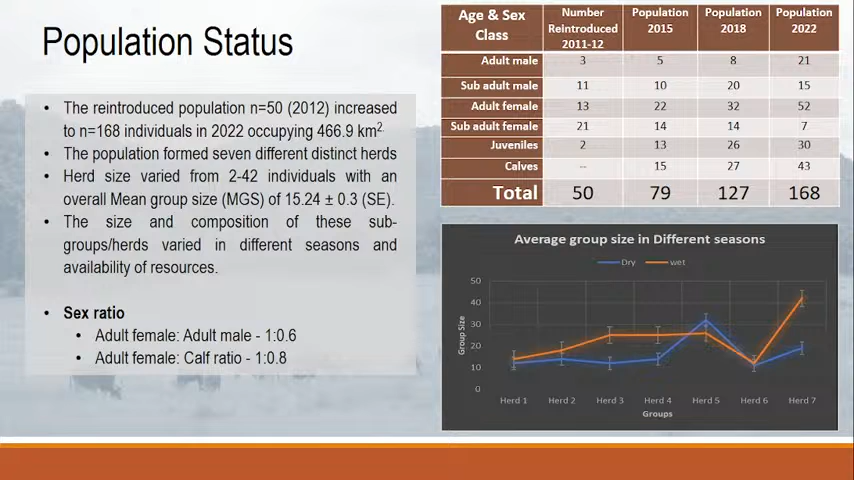 Population Status
• The reintroduced population n=50 (2012) increased
to n=168 individuals in 2022 occupying 466.9 km2.
• The population formed seven different distinct herds
• Herd size varied from 2-42 individuals with an
overall Mean group size (MGS) of 15.24 ± 0.3 (SE).
• The size and composition of these sub-
groups/herds varied in different seasons and
availability of resources.
• Sex ratio
• Adult female: Adult male - 1:0.6
• Adult female: Calf ratio - 1:0.8
Age & Sex Class Number Reintroduced 2011-12 Population 2015 Population 2018 Population 2022
Adult male 3 5 8 21
Sub adult male 11 10 20 15
Adult female 13 22 32 52
Sub adult female 21 14 14 7
Juveniles 2 13 26 30
Calves -- 15 27 43
Total 50 79 127 168
Average group size in Different seasons
Dry wet
Group Size
50
40
30
20
10
0
Herd 1 Herd 2 Herd 3 Herd 4 Herd 5 Herd 6 Herd 7
Groups